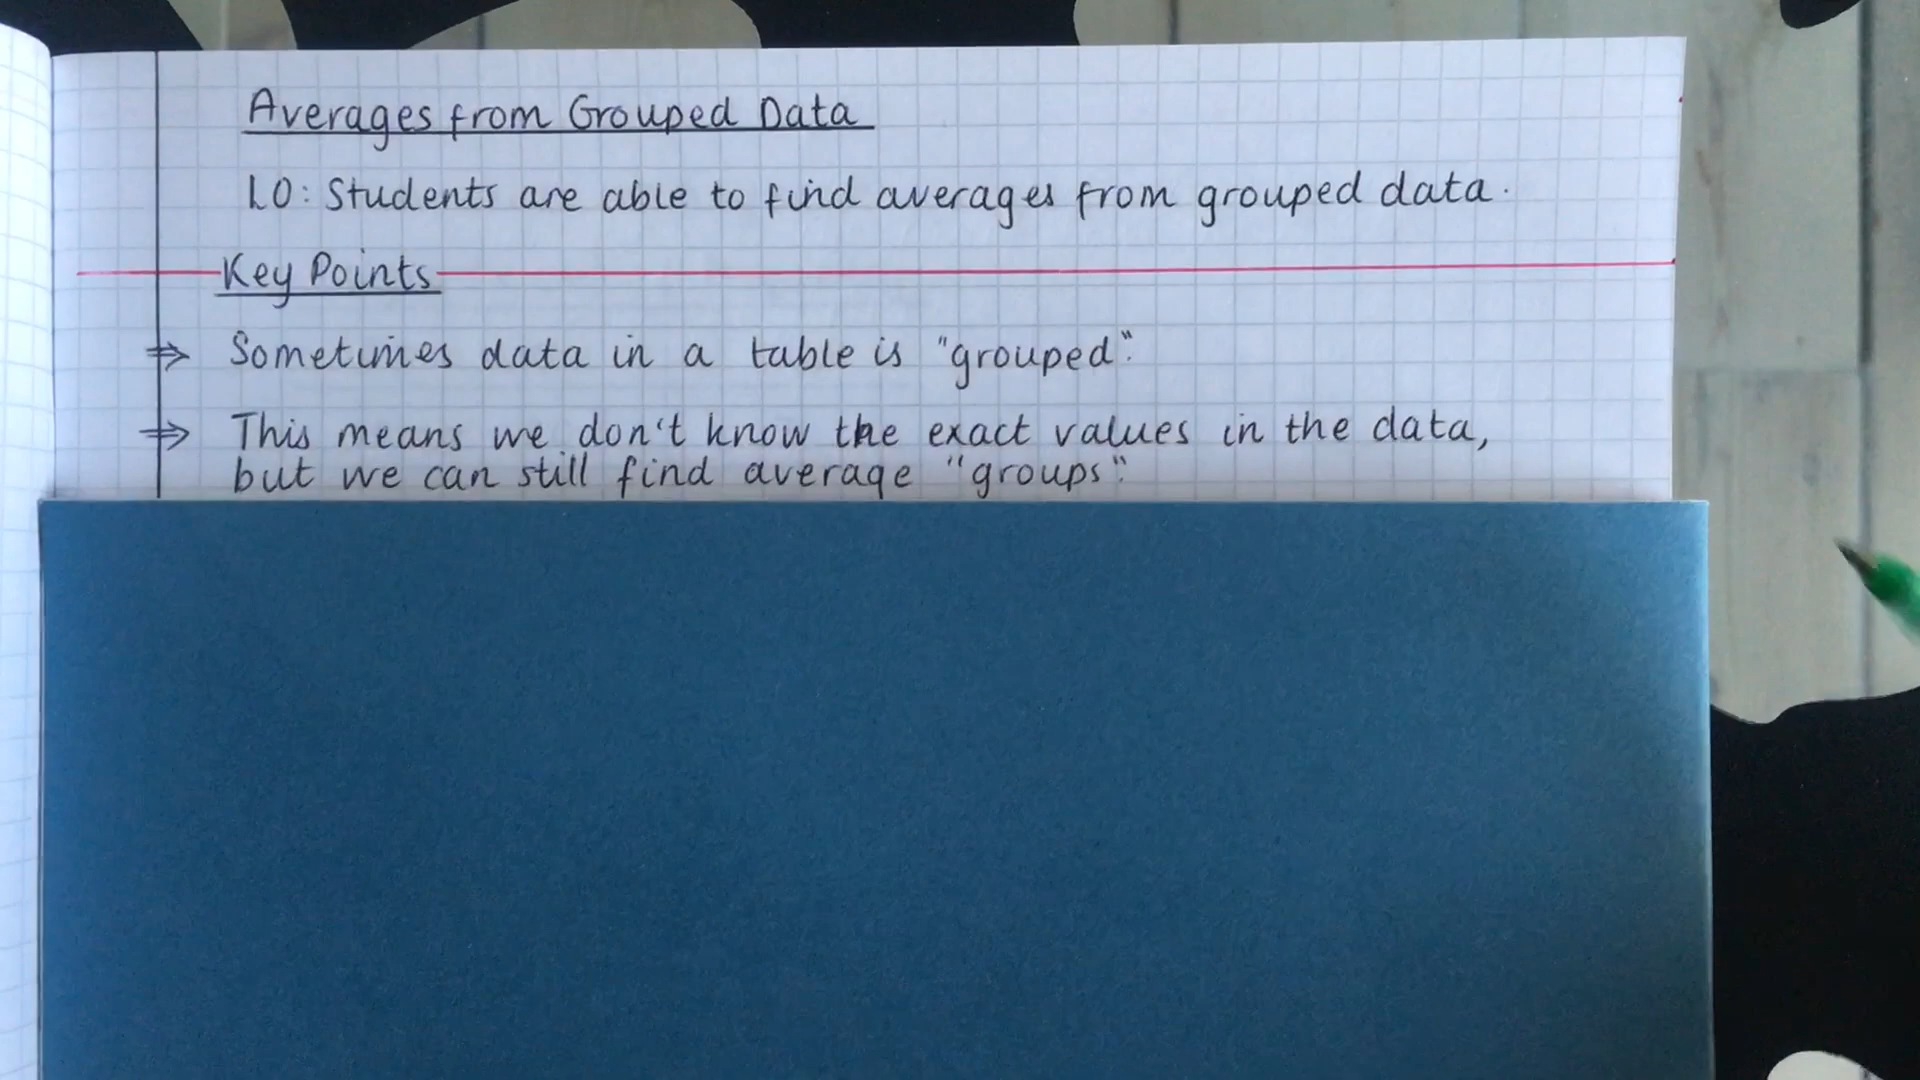 Averages from Grouped Data
LO: Students are able to find averages from grouped data.
Key Points
⇒ Sometimes data in a table is "grouped".
⇒ This means we don't know the exact values in the data,
but we can still find average "groups".